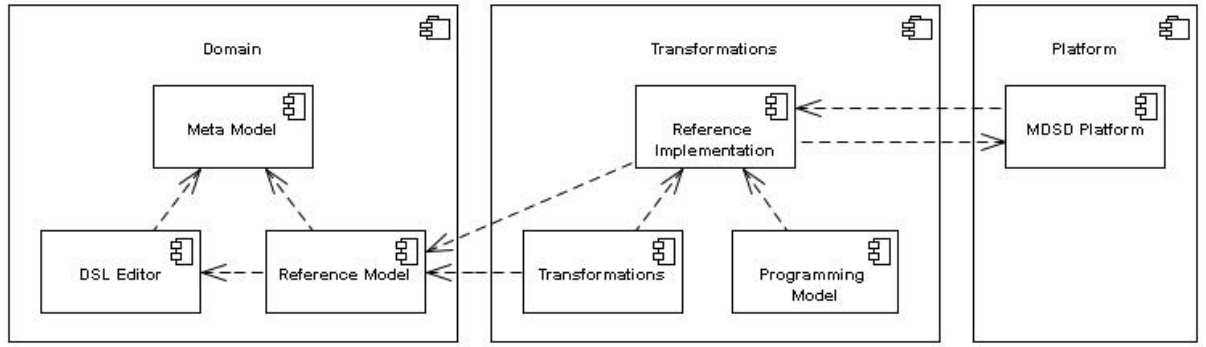 Domain
Transformations
Platform
Meta Model
Reference
Implementation
MDSD Platform
DSL Editor
Reference Model
Transformations
Programming
Model